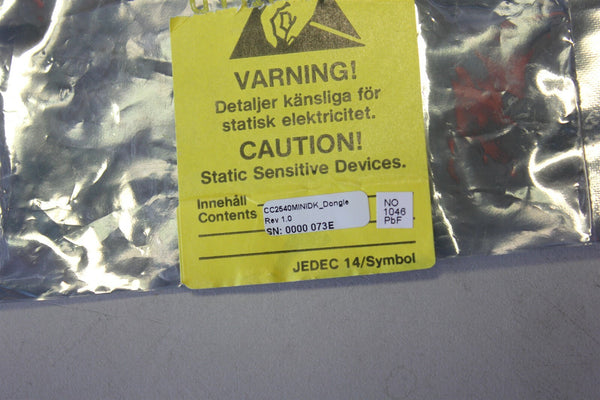 VARNING!
Detaljer känsliga för
statisk elektricitet.
CAUTION!
Static Sensitive Devices.
Innehåll
Contents
CC2540MINIDK_Dongle
Rev 1.0
SN: 0000 073E
NO
1046
PbF
JEDEC 14/Symbol